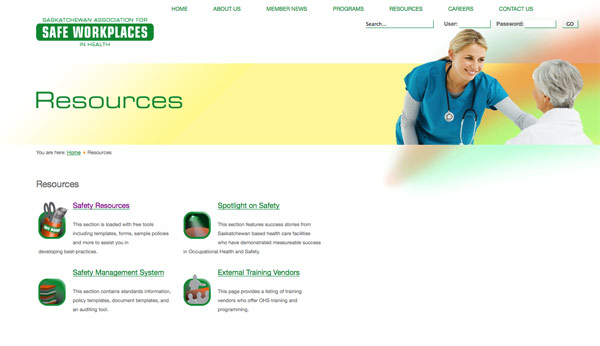 HOME ABOUT US MEMBER NEWS PROGRAMS RESOURCES CAREERS CONTACT US
SASKATCHEWAN ASSOCIATION FOR
SAFE WORKPLACES
IN HEALTH
Search... User: Password: GO
Resources
You are here: Home Resources
Resources
Safety Resources
This section is loaded with free tools
including templates, forms, sample policies
and more to assist you in
developing best-practices.
Spotlight on Safety
This section features success stories from
Saskatchewan based health care facilities
who have demonstrated measureable success
in Occupational Health and Safety.
Safety Management System
This section contains standards information,
policy templates, document templates, and
an auditing tool.
External Training Vendors
This page provides a listing of training
vendors who offer OHS training and
programming.